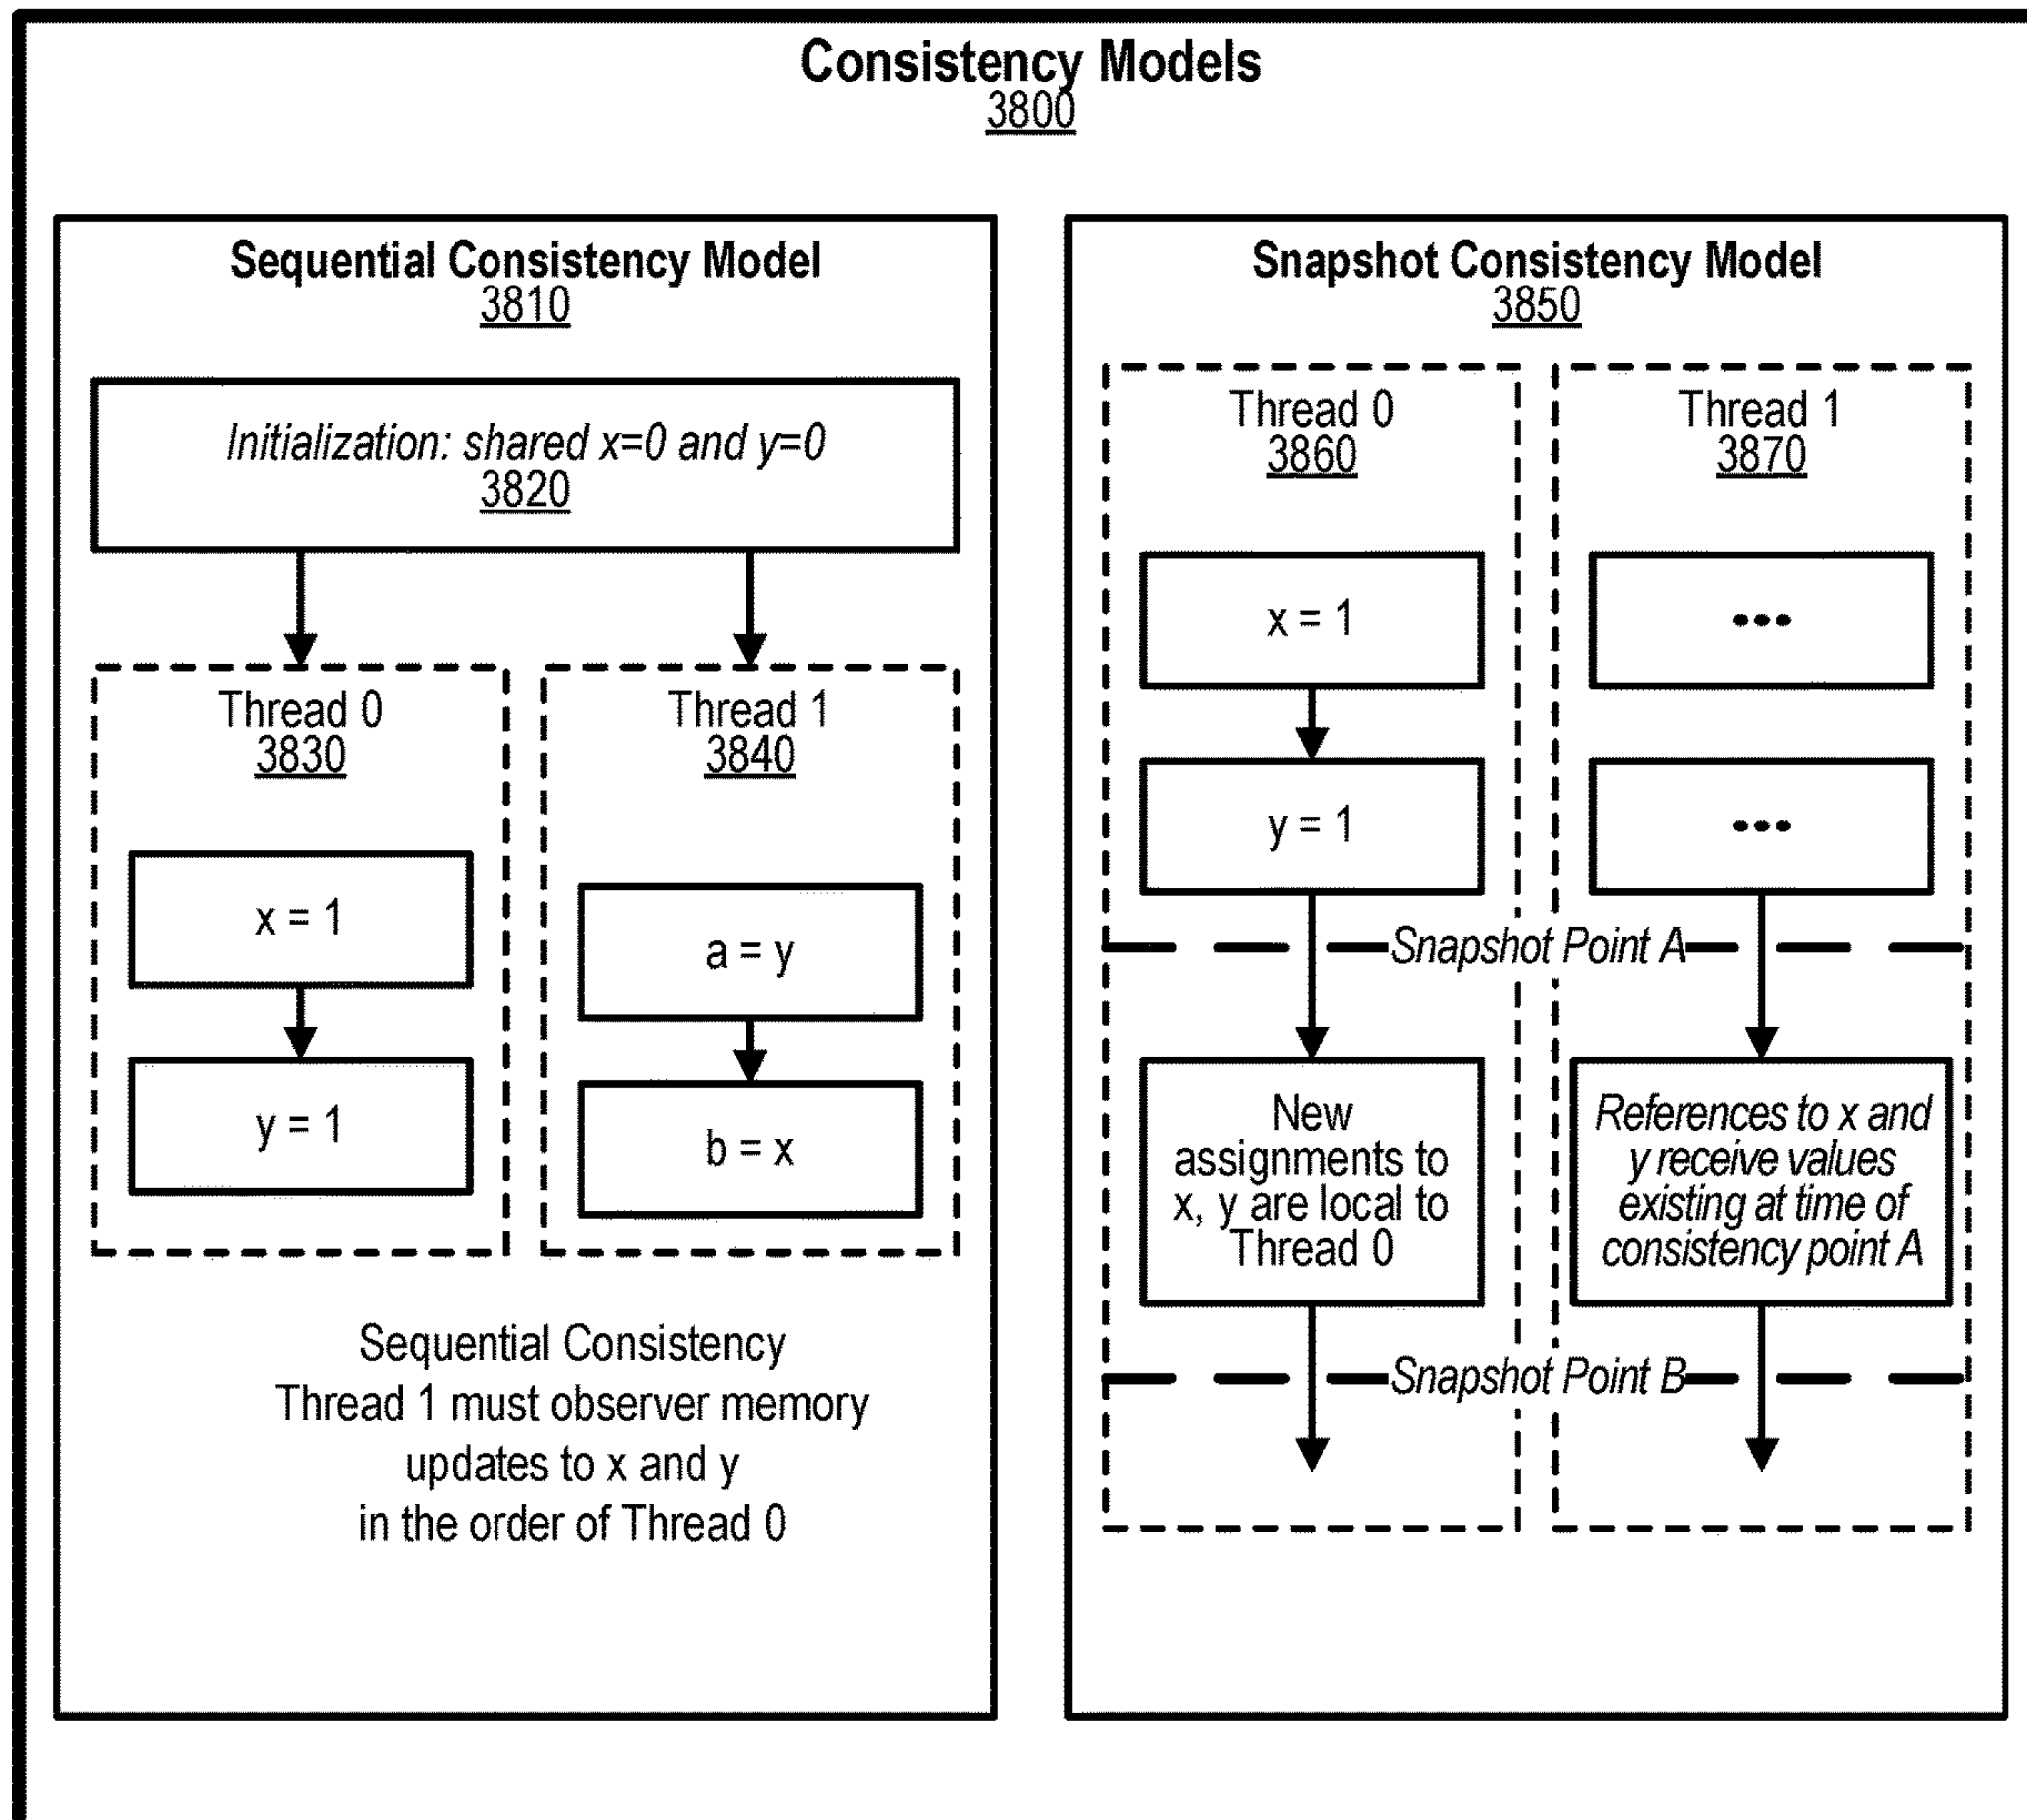 Consistency Models
3800
Sequential Consistency Model
3810
Initialization: shared x=0 and y=0
3820
Thread 0
3830
x = 1
y = 1
Thread 1
3840
a = y
b = x
Sequential Consistency
Thread 1 must observer memory
updates to x and y
in the order of Thread 0
Snapshot Consistency Model
3850
Thread 0
3860
x = 1
y = 1
Thread 1
3870
...
...
Snapshot Point A
New
assignments to
x, y are local to
Thread 0
References to x and
y receive values
existing at time of
consistency point A
Snapshot Point B